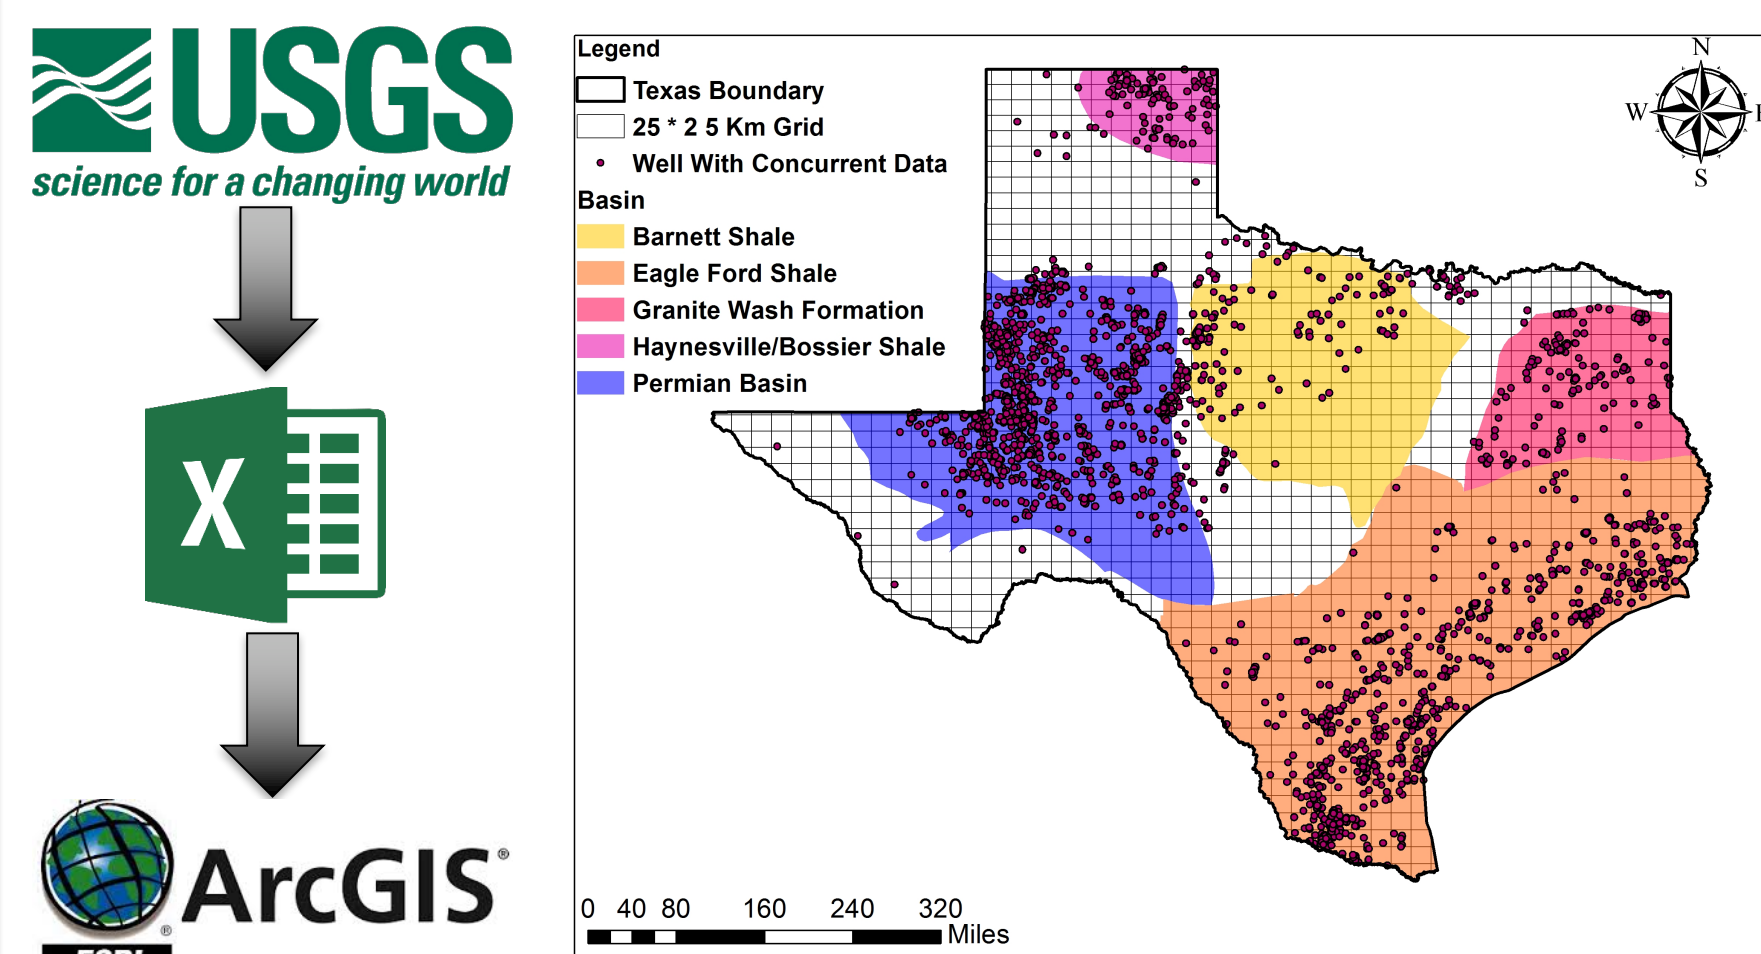 USGS
science for a changing world
X
ArcGIS®
®
Legend
Texas Boundary
25 * 2 5 Km Grid
Well With Concurrent Data
Basin
Barnett Shale
Eagle Ford Shale
Granite Wash Formation
Haynesville/Bossier Shale
Permian Basin
N
W
S
0 40 80 160 240 320
Miles